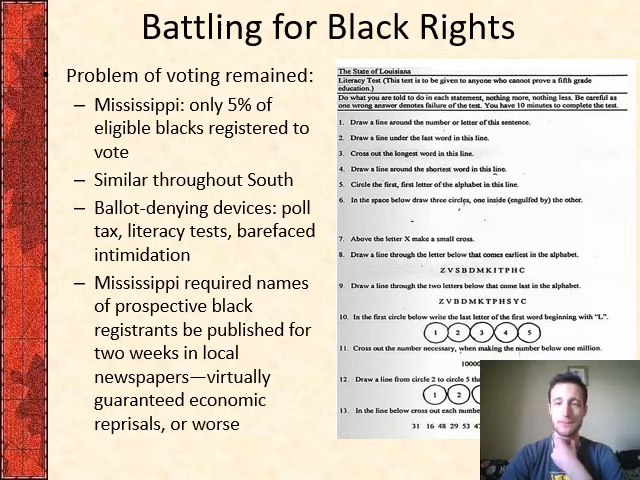 Battling for Black Rights
• Problem of voting remained:
– Mississippi: only 5% of
eligible blacks registered to
vote
– Similar throughout South
– Ballot-denying devices: poll
tax, literacy tests, barefaced
intimidation
– Mississippi required names
of prospective black
registrants be published for
two weeks in local
newspapers—virtually
guaranteed economic
reprisals, or worse
The State of Louisiana
Literacy Test (This test is to be given to anyone who cannot prove a fifth grade
education.)
Do what you are told to do in each statement, nothing more, nothing less. Be careful as
one wrong answer denotes failure of the test. You have 10 minutes to complete the test.
1. Draw a line around the number or letter of this sentence.
2. Draw a line under the last word in this line.
3. Cross out the longest word in this line.
4. Draw a line around the shortest word in this line.
5. Circle the first, first letter of the alphabet in this line.
6. In the space below draw three circles, one inside (engulfed by) the other.
7. Above the letter X make a small cross.
8. Draw a line through the letter below that comes earliest in the alphabet.
Z V S B D M K I T P H C
9. Draw a line through the two letters below that come last in the alphabet.
Z V B D M K T P H S Y C
10. In the first circle below write the last letter of the first word beginning with "L".
1 2 3 4 5
11. Cross out the number necessary, when making the number below one million.
10000
12. Draw a line from circle 2 to circle 5
1 2
13. In the line below cross out each
31 16 48 29 53